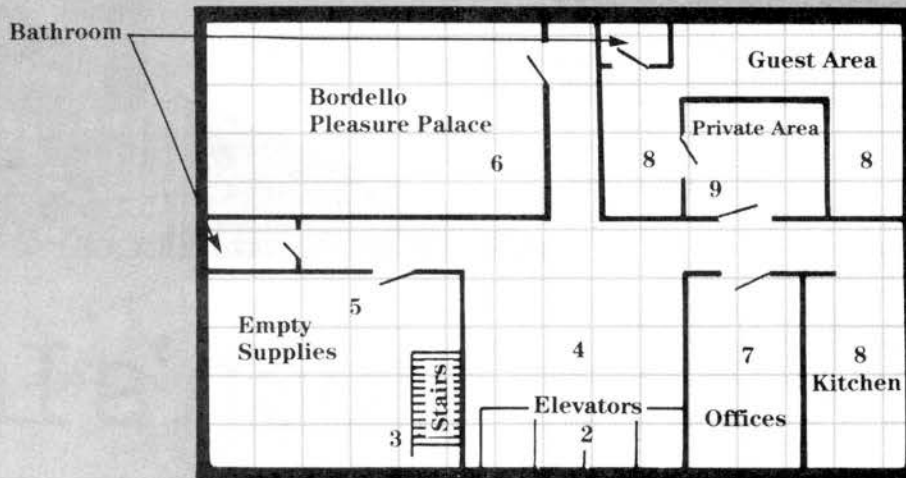 Bathroom
Guest Area
Bordello
Pleasure Palace
Private Area
6
8
8
9
5
Empty
Supplies
4
7
8
Kitchen
Stairs
Elevators
Offices
3
2